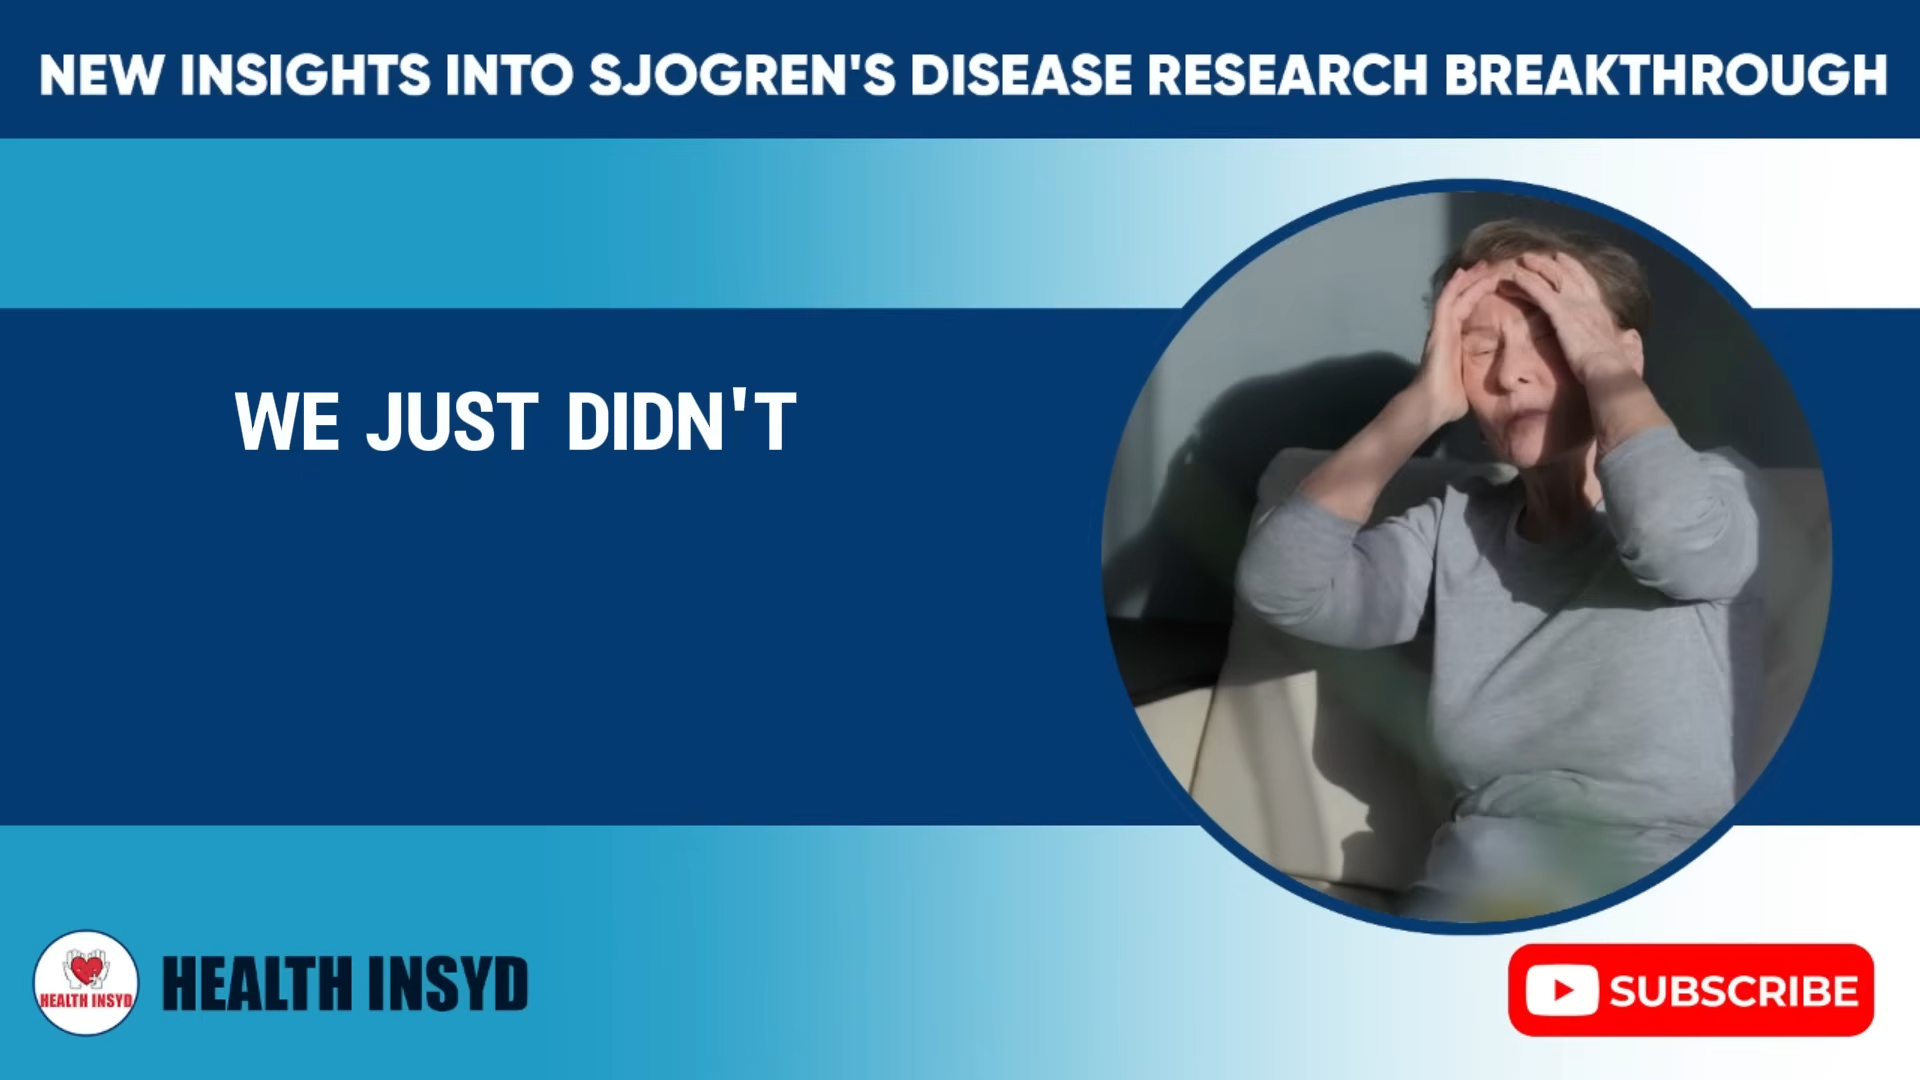 NEW INSIGHTS INTO SJOGREN'S DISEASE RESEARCH BREAKTHROUGH
WE JUST DIDN'T
HEALTH INSYD
HEALTH INSYD
SUBSCRIBE